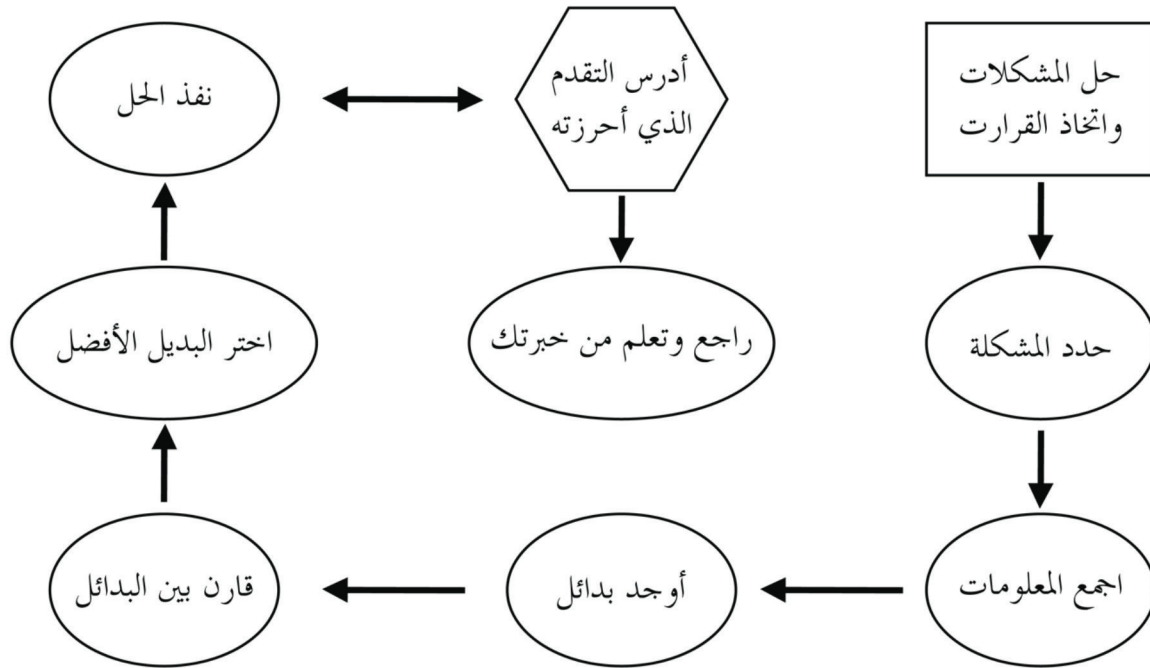 حل المشكلات
واتخاذ القرارت
حدد المشكلة
اجمع المعلومات
أوجد بدائل
قارن بين البدائل
اختر البديل الأفضل
نفذ الحل
أدرس التقدم
الذي أحرزته
راجع وتعلم من خبرتك